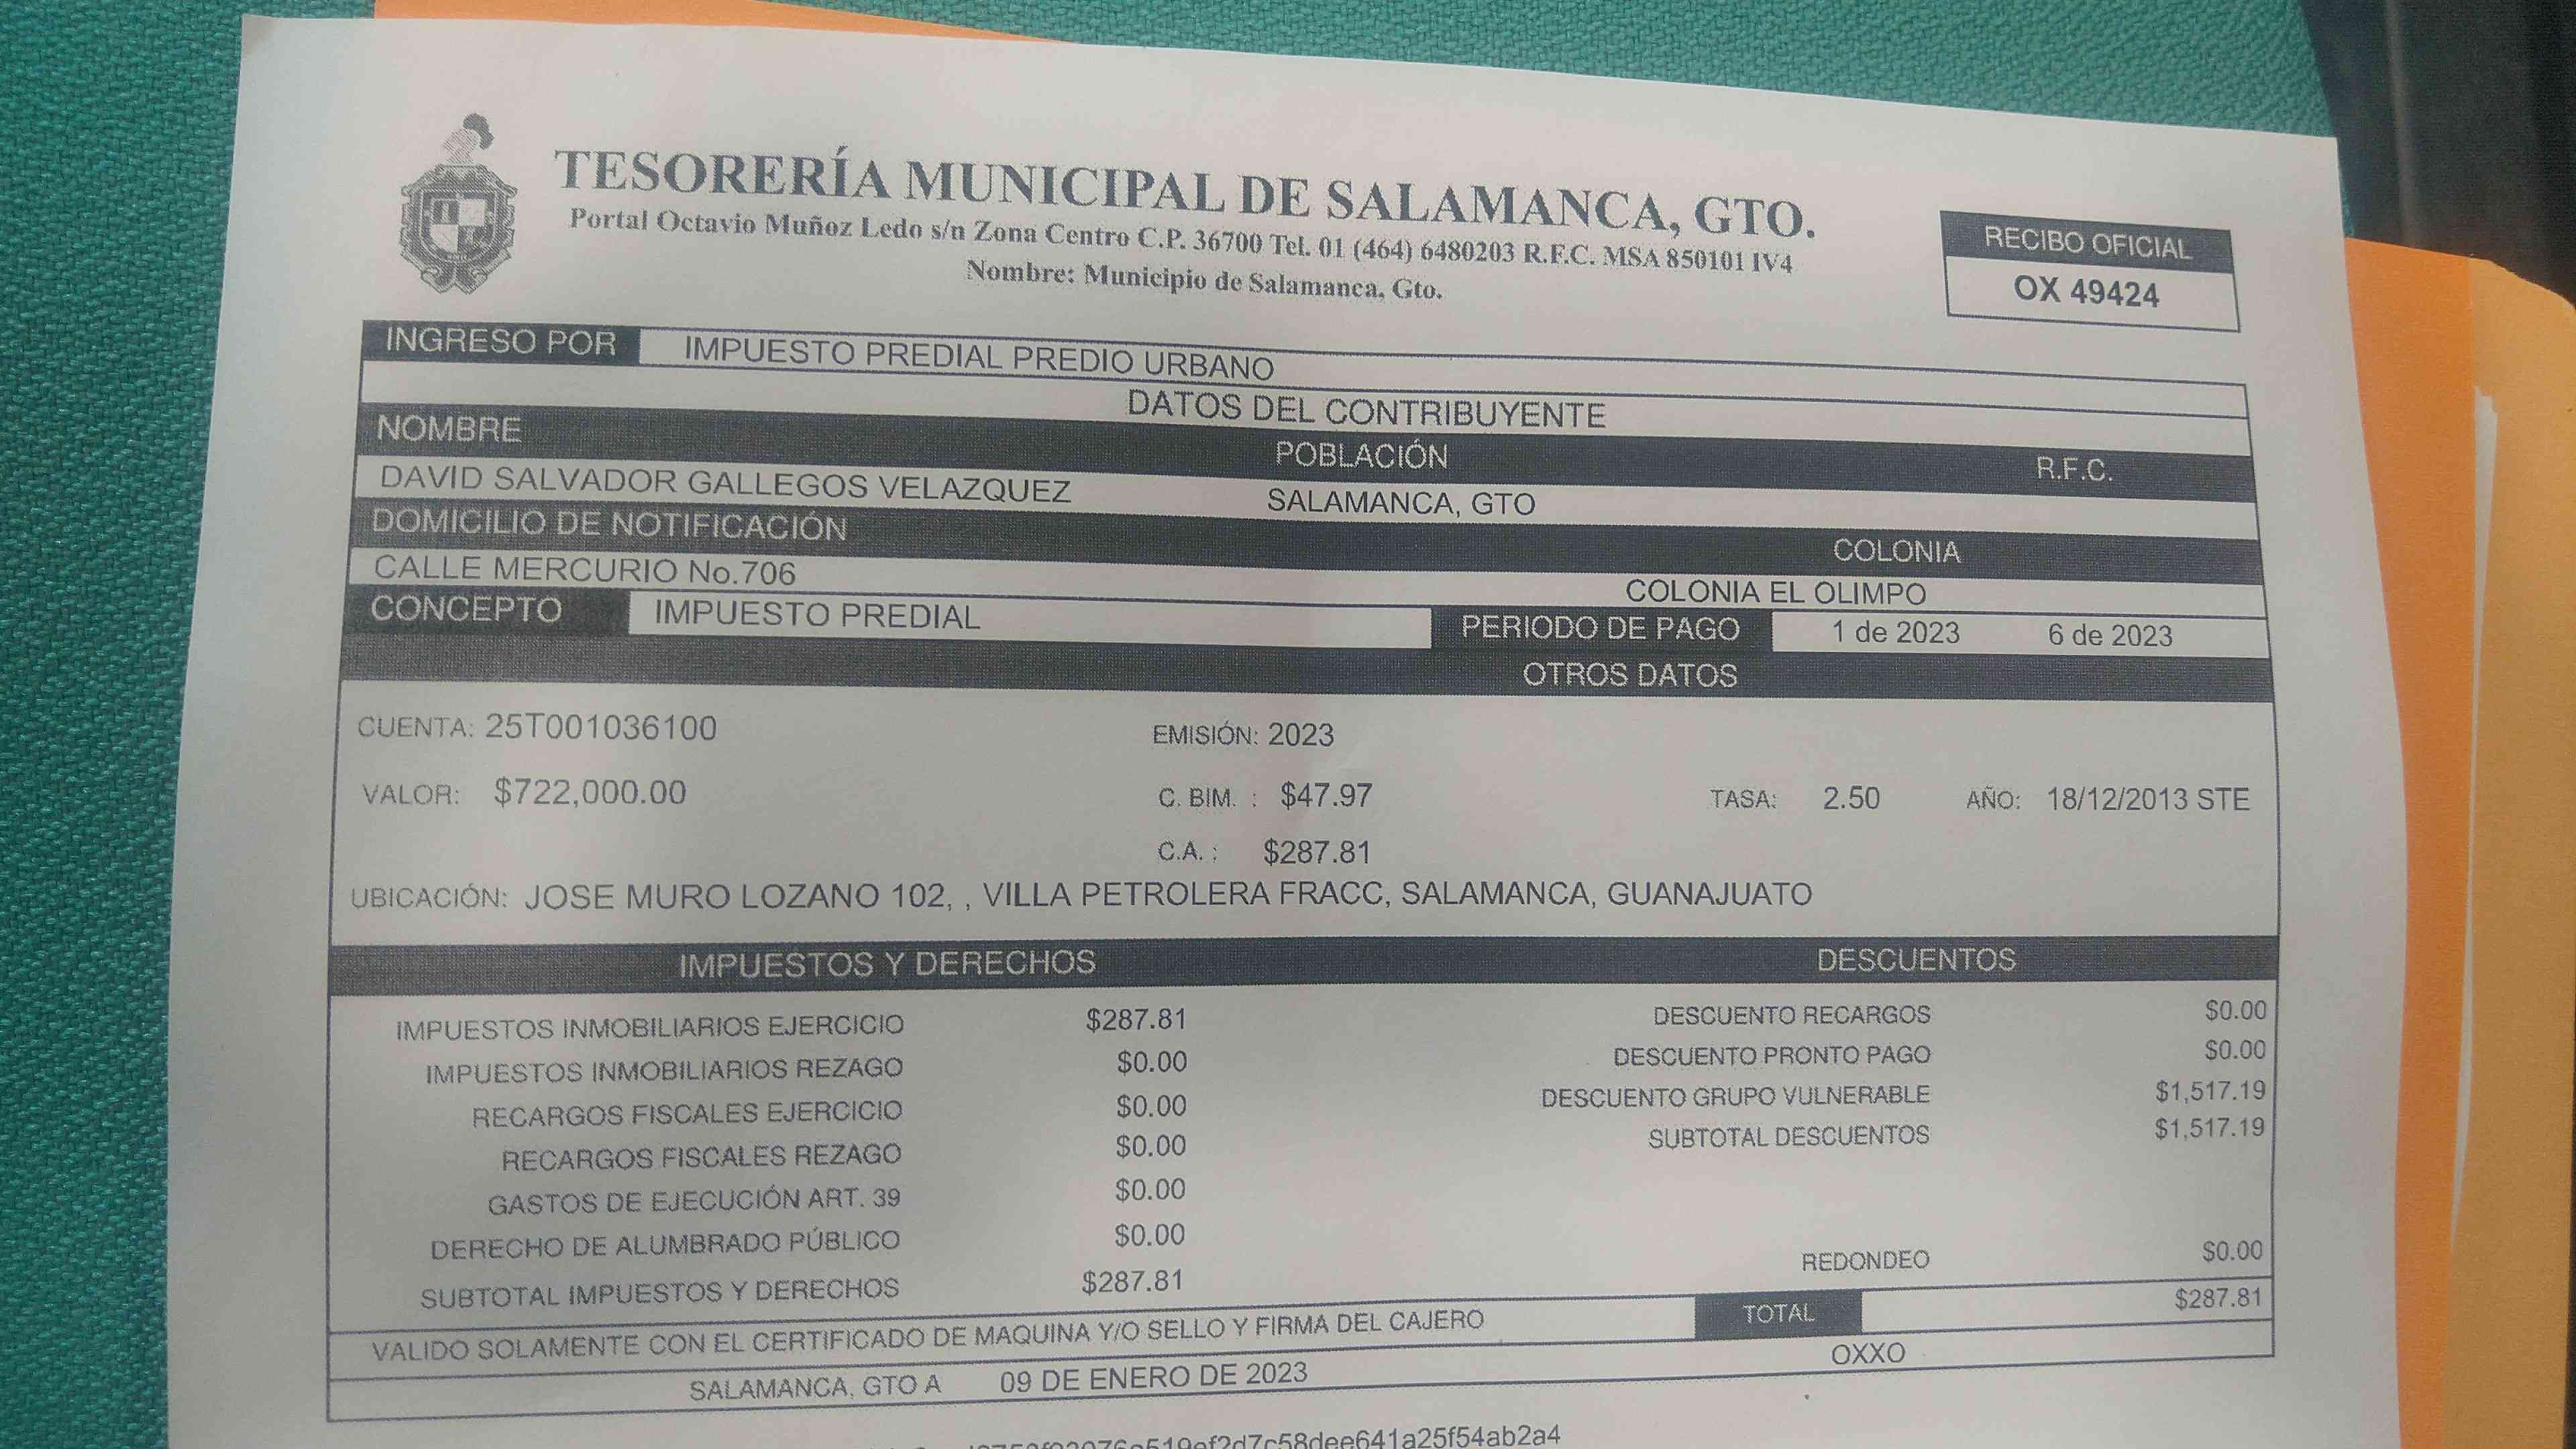 TESORERÍA MUNICIPAL DE SALAMANCA, GTO.
Portal Octavio Muñoz Ledo s/n Zona Centro C.P. 36700 Tel. 01 (464) 6480203 R.F.C. MSA 850101 IV4
Nombre: Municipio de Salamanca, Gto.
RECIBO OFICIAL
OX 49424
INGRESO POR IMPUESTO PREDIAL PREDIO URBANO
DATOS DEL CONTRIBUYENTE
NOMBRE POBLACIÓN R.F.C.
DAVID SALVADOR GALLEGOS VELAZQUEZ SALAMANCA, GTO
DOMICILIO DE NOTIFICACIÓN COLONIA
CALLE MERCURIO No.706 COLONIA EL OLIMPO
CONCEPTO IMPUESTO PREDIAL PERIODO DE PAGO 1 de 2023 6 de 2023
OTROS DATOS
CUENTA: 25T001036100 EMISIÓN: 2023
VALOR: $722,000.00 C. BIM. : $47.97 TASA: 2.50 AÑO: 18/12/2013 STE
C.A. : $287.81
UBICACIÓN: JOSE MURO LOZANO 102, , VILLA PETROLERA FRACC, SALAMANCA, GUANAJUATO
IMPUESTOS Y DERECHOS DESCUENTOS
IMPUESTOS INMOBILIARIOS EJERCICIO $287.81 DESCUENTO RECARGOS $0.00
IMPUESTOS INMOBILIARIOS REZAGO $0.00 DESCUENTO PRONTO PAGO $0.00
RECARGOS FISCALES EJERCICIO $0.00 DESCUENTO GRUPO VULNERABLE $1,517.19
RECARGOS FISCALES REZAGO $0.00 SUBTOTAL DESCUENTOS $1,517.19
GASTOS DE EJECUCIÓN ART. 39 $0.00
DERECHO DE ALUMBRADO PÚBLICO $0.00 REDONDEO $0.00
SUBTOTAL IMPUESTOS Y DERECHOS $287.81 TOTAL $287.81
VALIDO SOLAMENTE CON EL CERTIFICADO DE MAQUINA Y/O SELLO Y FIRMA DEL CAJERO OXXO
SALAMANCA, GTO A 09 DE ENERO DE 2023